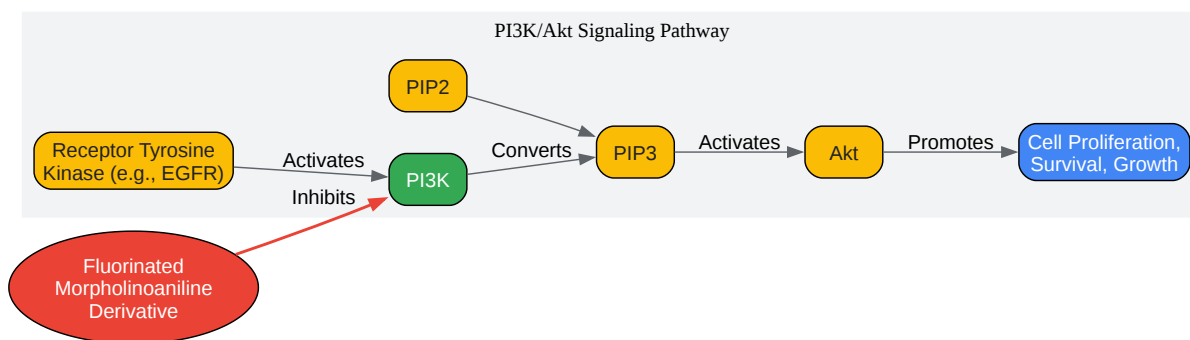 PI3K/Akt Signaling Pathway
PIP2
Receptor Tyrosine
Kinase (e.g., EGFR)
Activates
PI3K
Converts
PIP3
Activates
Akt
Promotes
Cell Proliferation,
Survival, Growth
Inhibits
Fluorinated
Morpholinoaniline
Derivative